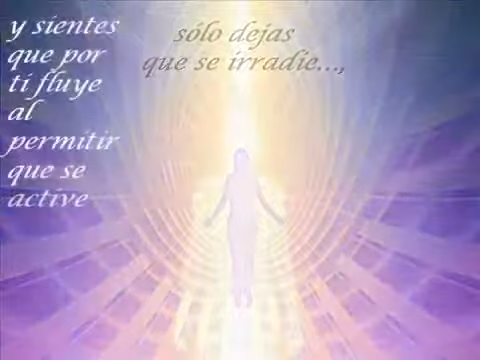 y sientes
que por
ti fluye
al
permitir
que se
active
sólo dejas
que se irradie...,